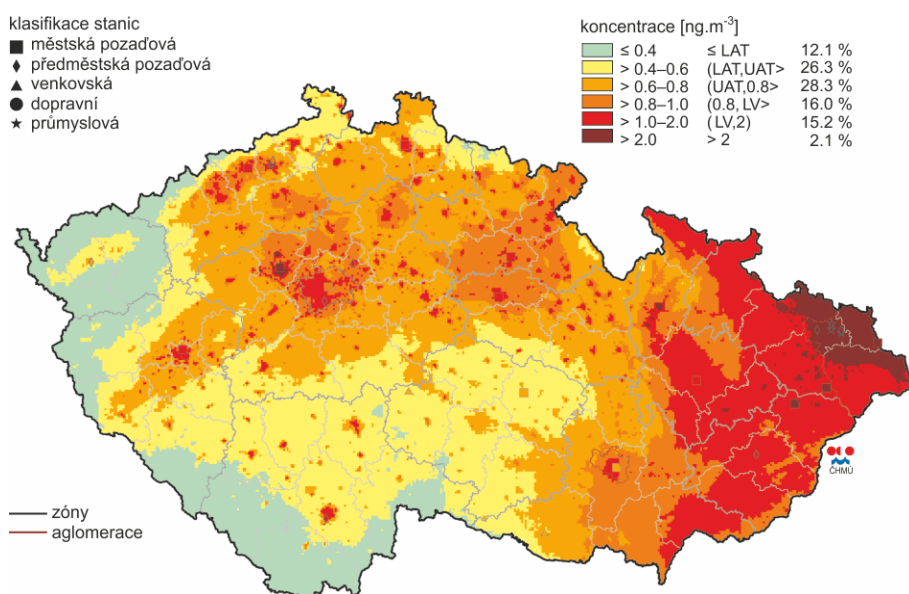 klasifikace stanic
městská pozaďová
předměstská pozaďová
venkovská
dopravní
průmyslová
koncentrace [ng.m⁻³]
≤ 0.4 ≤ LAT 12.1 %
> 0.4–0.6 (LAT,UAT> 26.3 %
> 0.6–0.8 (UAT,0.8> 28.3 %
> 0.8–1.0 (0.8, LV> 16.0 %
> 1.0–2.0 (LV,2) 15.2 %
> 2.0 > 2 2.1 %
ČHMÚ
zóny
aglomerace